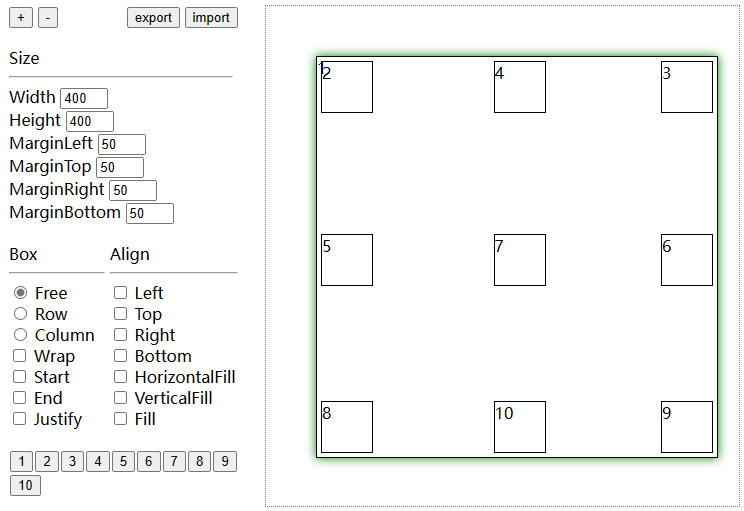 + - export import
Size
Width 400
Height 400
MarginLeft 50
MarginTop 50
MarginRight 50
MarginBottom 50
Box Align
Free Left
Row Top
Column Right
Wrap Bottom
Start HorizontalFill
End VerticalFill
Justify Fill
1 2 3 4 5 6 7 8 9
10
1
2 4 3
5 7 6
8 10 9